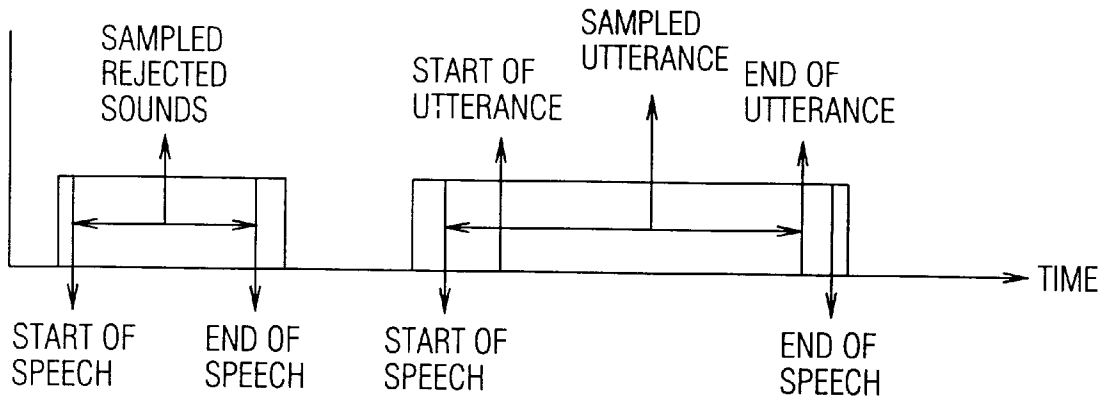 SAMPLED
REJECTED
SOUNDS
START OF
UTTERANCE
SAMPLED
UTTERANCE
END OF
UTTERANCE
TIME
START OF
SPEECH
END OF
SPEECH
START OF
SPEECH
END OF
SPEECH